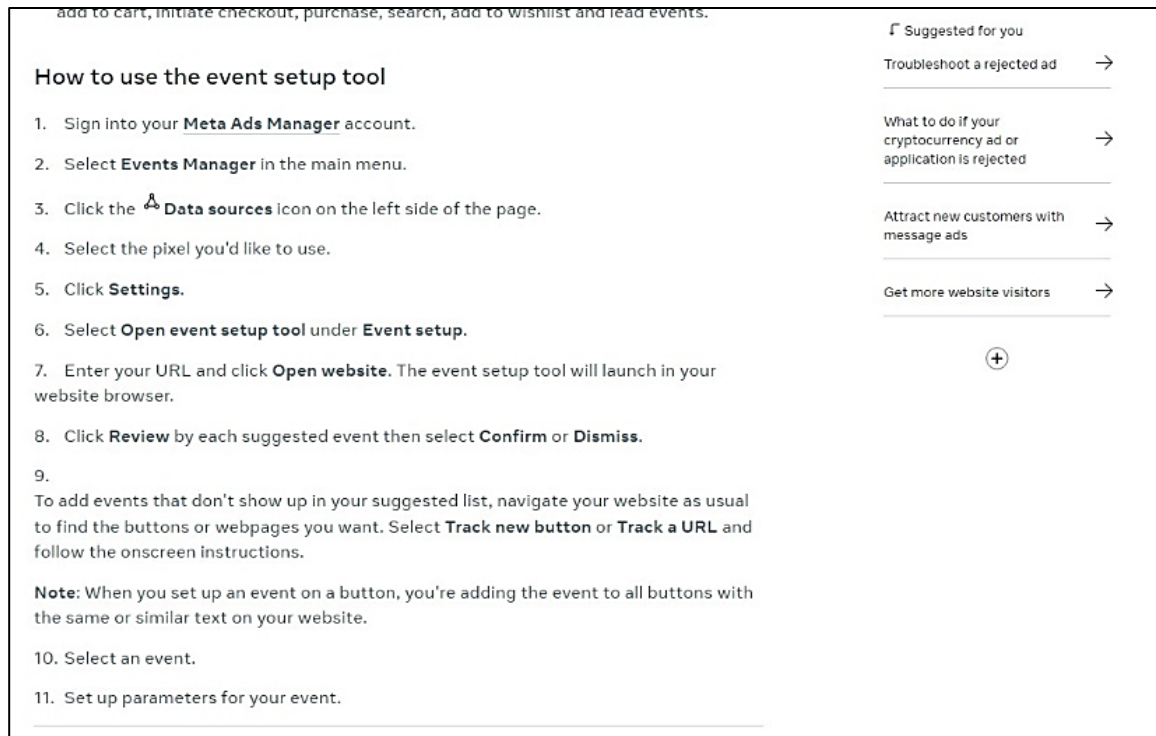 add to cart, initiate checkout, purchase, search, add to wishlist and lead events.
How to use the event setup tool
1. Sign into your Meta Ads Manager account.
2. Select Events Manager in the main menu.
3. Click the Data sources icon on the left side of the page.
4. Select the pixel you'd like to use.
5. Click Settings.
6. Select Open event setup tool under Event setup.
7. Enter your URL and click Open website. The event setup tool will launch in your
website browser.
8. Click Review by each suggested event then select Confirm or Dismiss.
9.
To add events that don't show up in your suggested list, navigate your website as usual
to find the buttons or webpages you want. Select Track new button or Track a URL and
follow the onscreen instructions.
Note: When you set up an event on a button, you're adding the event to all buttons with
the same or similar text on your website.
10. Select an event.
11. Set up parameters for your event.
Suggested for you
Troubleshoot a rejected ad
What to do if your
cryptocurrency ad or
application is rejected
Attract new customers with
message ads
Get more website visitors